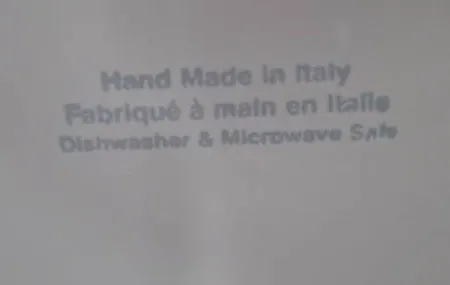 Hand Made in Italy
Fabriqué à main en Italie
Dishwasher & Microwave Safe